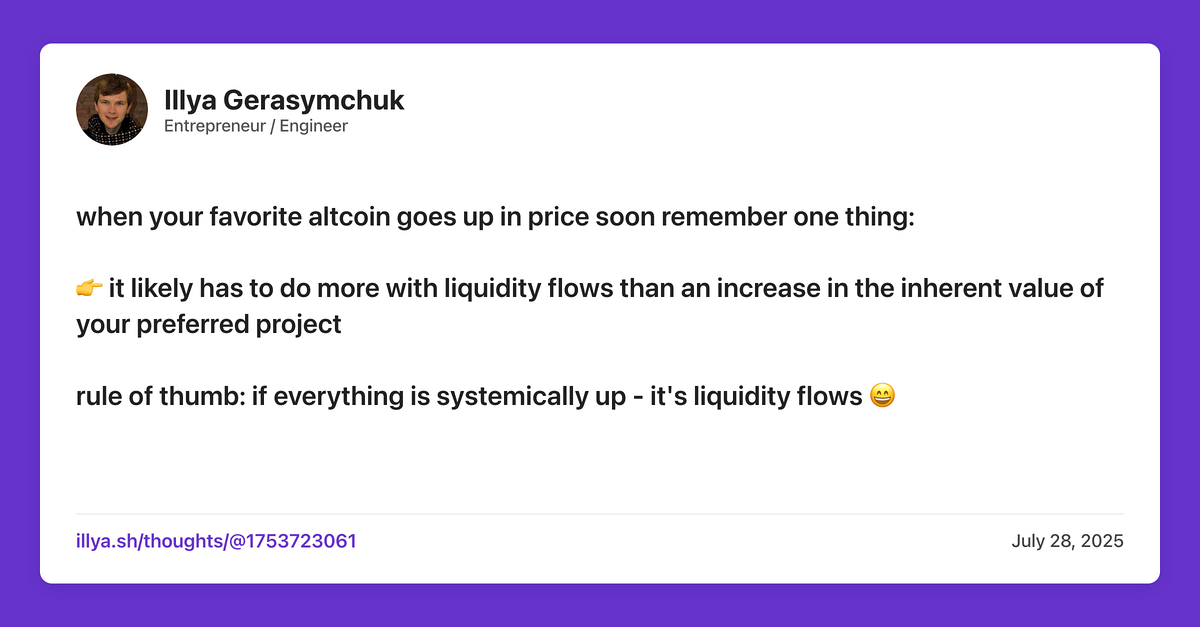 Illya Gerasymchuk
Entrepreneur / Engineer
when your favorite altcoin goes up in price soon remember one thing:
👉 it likely has to do more with liquidity flows than an increase in the inherent value of
your preferred project
rule of thumb: if everything is systemically up - it's liquidity flows 😄
illya.sh/thoughts/@1753723061
July 28, 2025